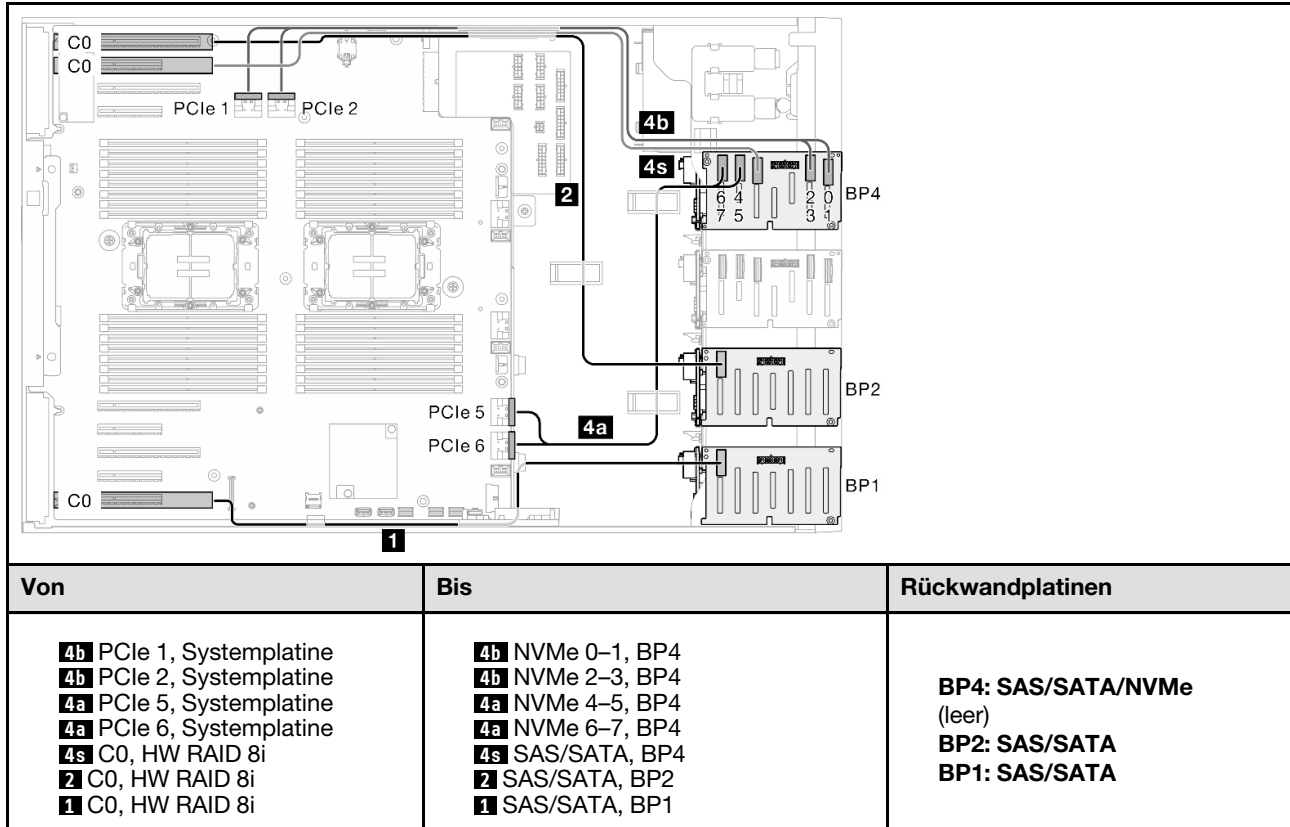 C0
C0
PCIe 1
PCIe 2
4b
4s
2
6 4 2 0
7 5 3 1
BP4
BP2
PCIe 5
4a
PCIe 6
BP1
C0
1
Von
Bis
Rückwandplatinen
4b PCIe 1, Systemplatine
4b PCIe 2, Systemplatine
4a PCIe 5, Systemplatine
4a PCIe 6, Systemplatine
4s C0, HW RAID 8i
2 C0, HW RAID 8i
1 C0, HW RAID 8i
4b NVMe 0–1, BP4
4b NVMe 2–3, BP4
4a NVMe 4–5, BP4
4a NVMe 6–7, BP4
4s SAS/SATA, BP4
2 SAS/SATA, BP2
1 SAS/SATA, BP1
BP4: SAS/SATA/NVMe
(leer)
BP2: SAS/SATA
BP1: SAS/SATA